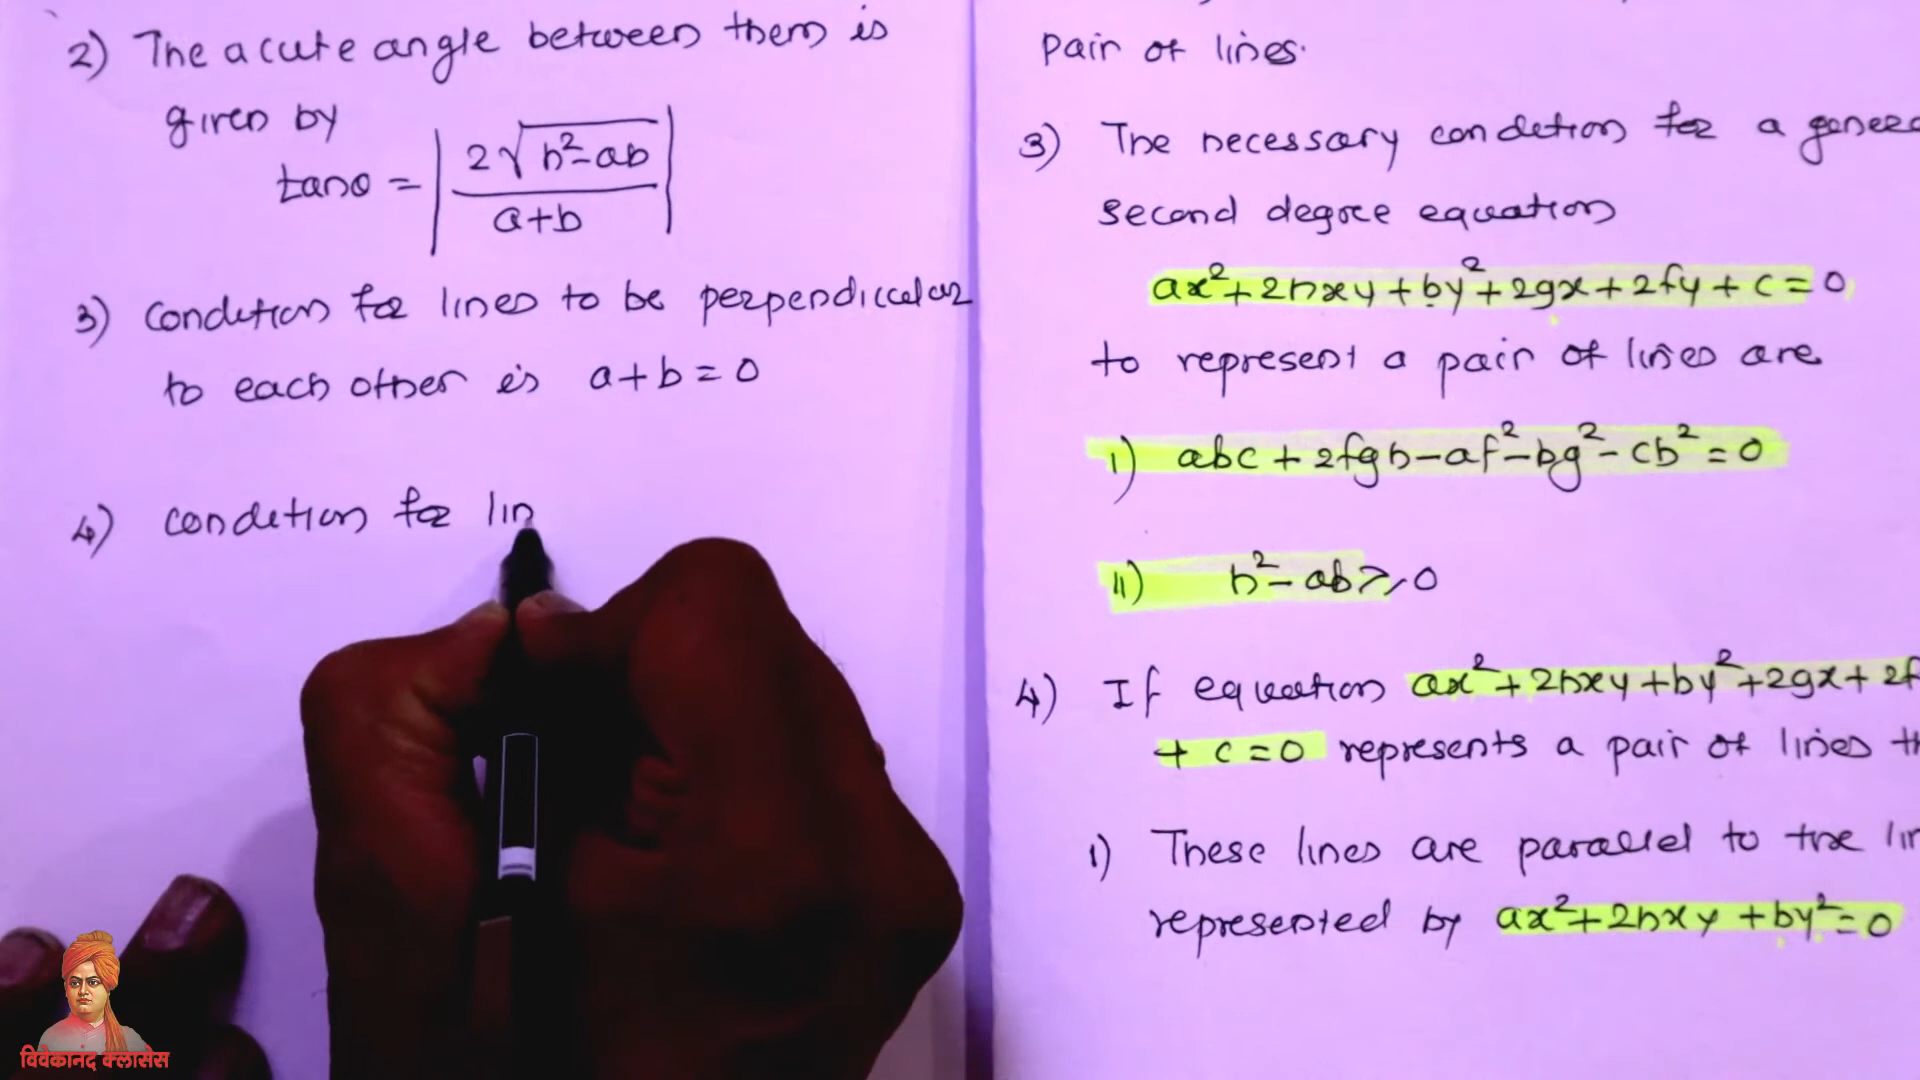 2) The acute angle between them is
given by
tanθ = | 2√h²-ab / a+b |
3) Condition for lines to be perpendicular
to each other is a+b=0
4) condition for lin
pair of lines.
3) The necessary condition for a gener
second degree equation
ax²+2hxy+by²+2gx+2fy+c=0
to represent a pair of lines are
i) abc+2fgh-af²-bg²-ch²=0
ii) h²-ab≥0
4) If equation ax²+2hxy+by²+2gx+2f
+c=0 represents a pair of lines th
i) These lines are parallel to the lin
represented by ax²+2hxy+by²=0
विवेकानंद क्लासेस